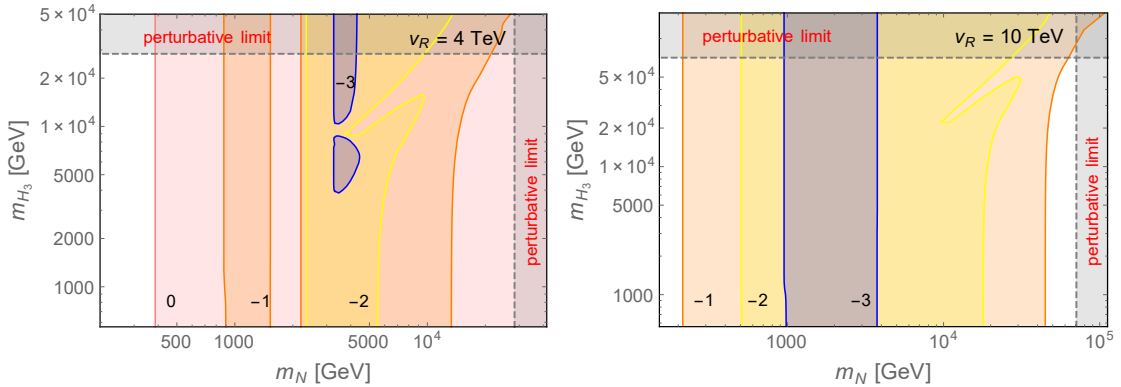 5 × 10⁴
2 × 10⁴
1 × 10⁴
5000
2000
1000
m_{H₃} [GeV]
perturbative limit
v_R = 4 TeV
−3
0
−1
−2
perturbative limit
500
1000
5000
10⁴
m_N [GeV]
5 × 10⁴
2 × 10⁴
1 × 10⁴
5000
1000
m_{H₃} [GeV]
perturbative limit
v_R = 10 TeV
−1
−2
−3
perturbative limit
1000
10⁴
10⁵
m_N [GeV]